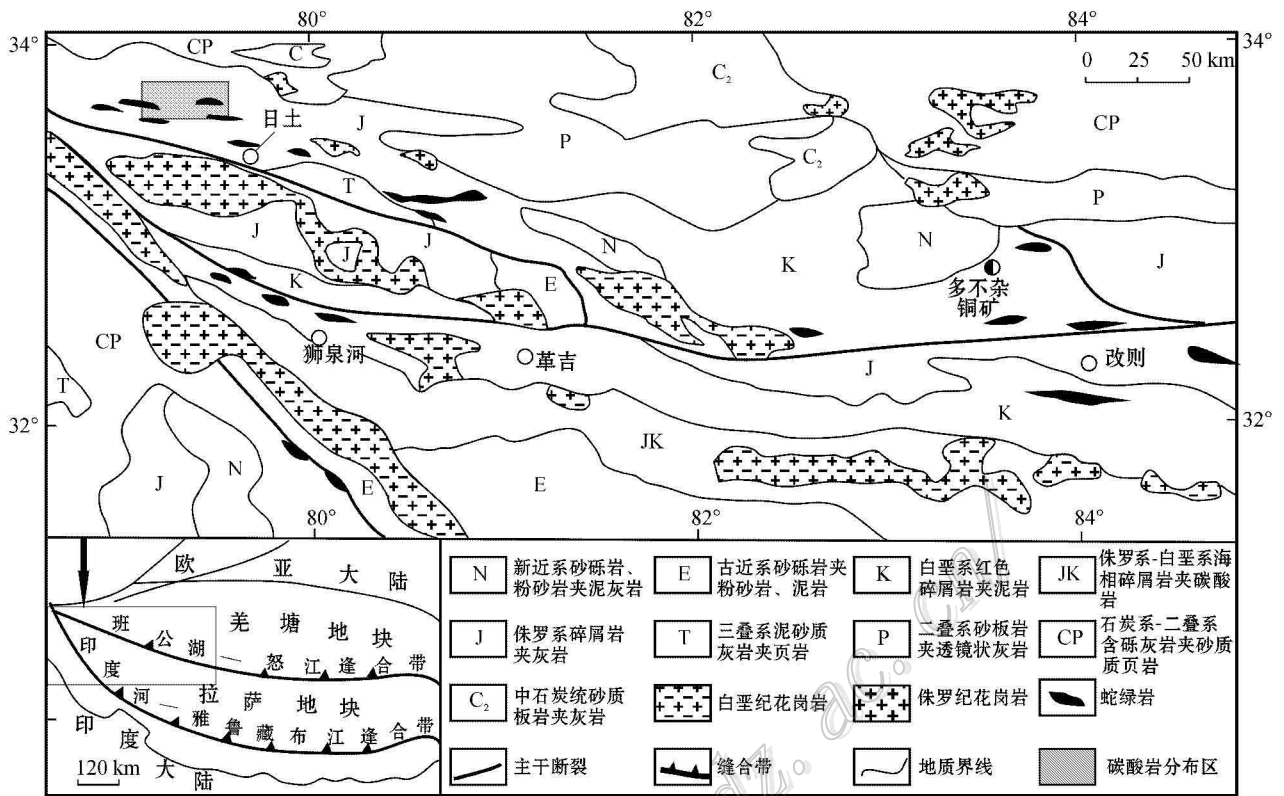 80°
82°
84°
34°
34°
CP
C
C₂
0 25 50 km
日土
J
P
C₂
CP
T
P
J
J
J
N
N
K
J
K
E
多不杂
铜矿
CP
狮泉河
革吉
J
改则
T
32°
32°
K
JK
J
N
E
E
80°
82°
84°
欧亚大陆
羌塘地块
班公湖
怒江逢合带
印度河
拉萨地块
雅鲁藏布江逢合带
印度大陆
120 km
N 新近系砂砾岩、
粉砂岩夹泥灰岩
E 古近系砂砾岩夹
粉砂岩、泥岩
K 白垩系红色
碎屑岩夹泥岩
JK 侏罗系-白垩系海
相碎屑岩夹碳酸
岩
J 侏罗系碎屑岩
夹灰岩
T 三叠系泥砂质
灰岩夹页岩
P 二叠系砂板岩
夹透镜状灰岩
CP 石炭系-二叠系
含砾灰岩夹砂质
质页岩
C₂ 中石炭统砂质
板岩夹灰岩
白垩纪花岗岩
侏罗纪花岗岩
蛇绿岩
主干断裂
缝合带
地质界线
碳酸岩分布区